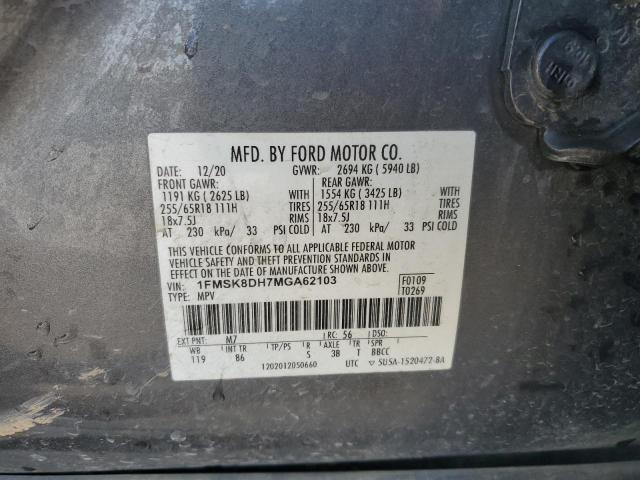 MFD. BY FORD MOTOR CO.
DATE: 12/20 GVWR: 2694 KG ( 5940 LB)
FRONT GAWR: REAR GAWR:
1191 KG ( 2625 LB) WITH 1554 KG ( 3425 LB) WITH
255/65R18 111H TIRES 255/65R18 111H TIRES
18x7.5J RIMS 18x7.5J RIMS
AT 230 kPa/ 33 PSI COLD AT 230 kPa/ 33 PSI COLD
THIS VEHICLE CONFORMS TO ALL APPLICABLE FEDERAL MOTOR
VEHICLE SAFETY AND THEFT PREVENTION STANDARDS IN
EFFECT ON THE DATE OF MANUFACTURE SHOWN ABOVE.
VIN: 1FMSK8DH7MGA62103 F0109
TYPE: MPV T0269
EXT PNT: M7 RC: 56 DSO:
WB INT TR TP/PS R AXLE TR SPR
119 86 S 3B T BBCC
1202012050660 UTC ▽ 5U5A-1520472-BA